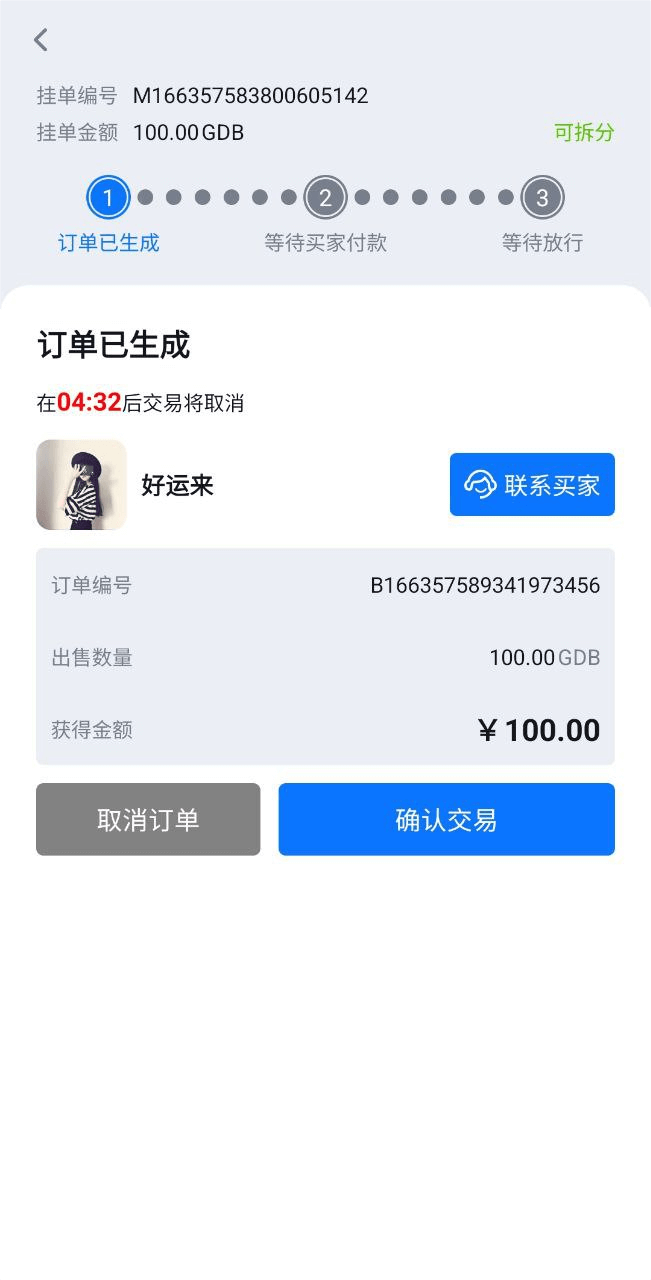 挂单编号 M166357583800605142
挂单金额 100.00GDB 可拆分
1 2 3
订单已生成 等待买家付款 等待放行
订单已生成
在04:32后交易将取消
好运来 联系买家
订单编号 B166357589341973456
出售数量 100.00GDB
获得金额 ¥100.00
取消订单 确认交易